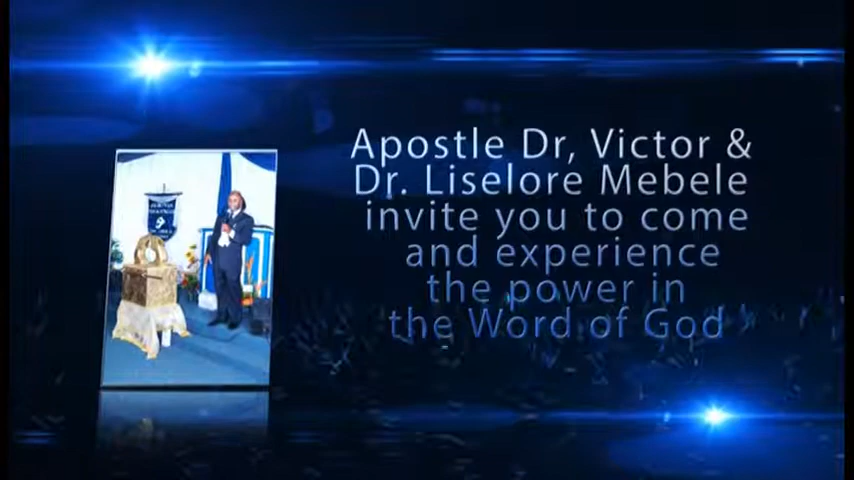 Apostle Dr, Victor &
Dr. Liselore Mebele
invite you to come
and experience
the power in
the Word of God